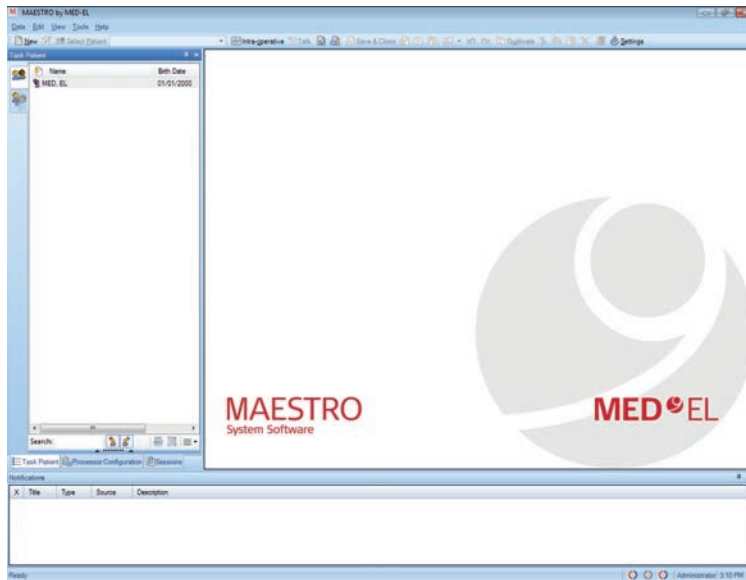 MAESTRO by MED-EL
Data Edit View Tools Help
New Select Patient Intra-operative Talk Save & Close Duplicate Settings
Task Patient
Name Birth Date
MED. EL 01/01/2000
MAESTRO
System Software
MED EL
Search:
Task Patient Processor Configuration Sessions
Notifications
X Title Type Source Description
Ready Administrator 3:10 PM